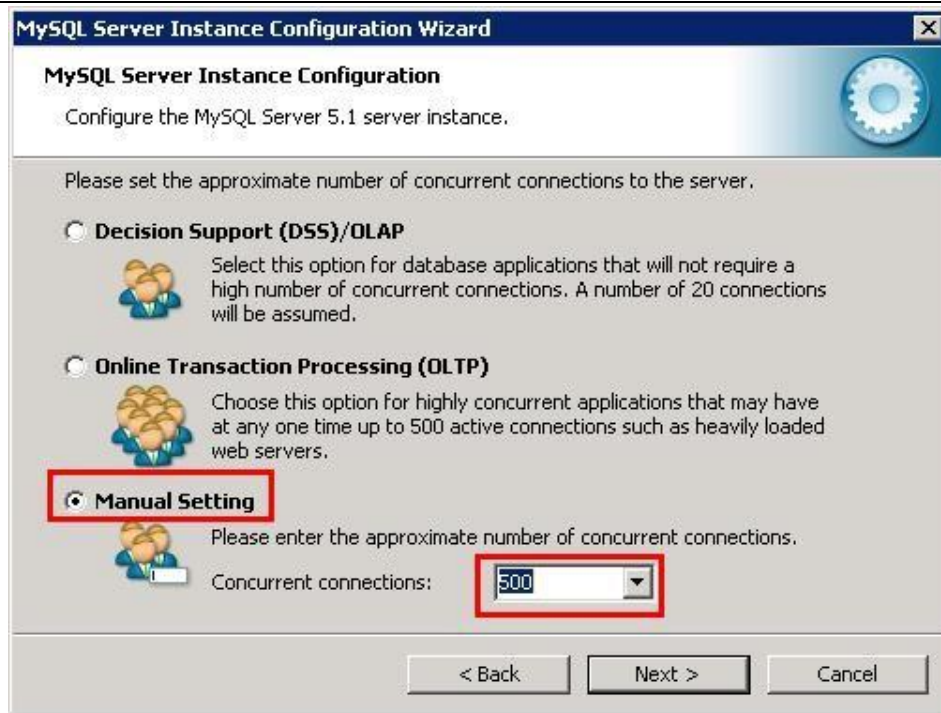 MySQL Server Instance Configuration Wizard
MySQL Server Instance Configuration
Configure the MySQL Server 5.1 server instance.
Please set the approximate number of concurrent connections to the server.
Decision Support (DSS)/OLAP
Select this option for database applications that will not require a
high number of concurrent connections. A number of 20 connections
will be assumed.
Online Transaction Processing (OLTP)
Choose this option for highly concurrent applications that may have
at any one time up to 500 active connections such as heavily loaded
web servers.
Manual Setting
Please enter the approximate number of concurrent connections.
Concurrent connections: 500
< Back Next > Cancel